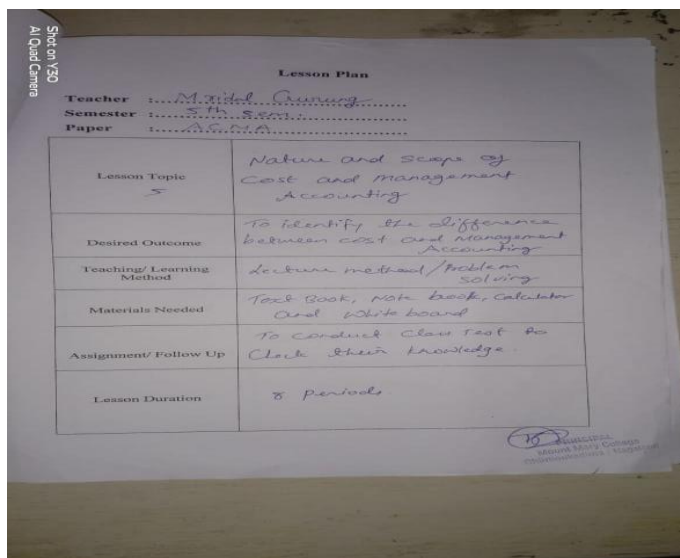 Shot on Y30
AI Quad Camera
Lesson Plan
Teacher : Mridul Gurung
Semester : 5th sem.
Paper : A.C.M.A
Lesson Topic
5
Nature and scope of
Cost and management
Accounting
Desired Outcome
To identify the difference
between cost and Management
Accounting
Teaching/ Learning
Method
Lecture method/Problem
solving
Materials Needed
Text Book, Note book, Calculator
and White board
Assignment/ Follow Up
To conduct Class Test to
Check their knowledge.
Lesson Duration
8 periods
PRINCIPAL
Mount Mary College